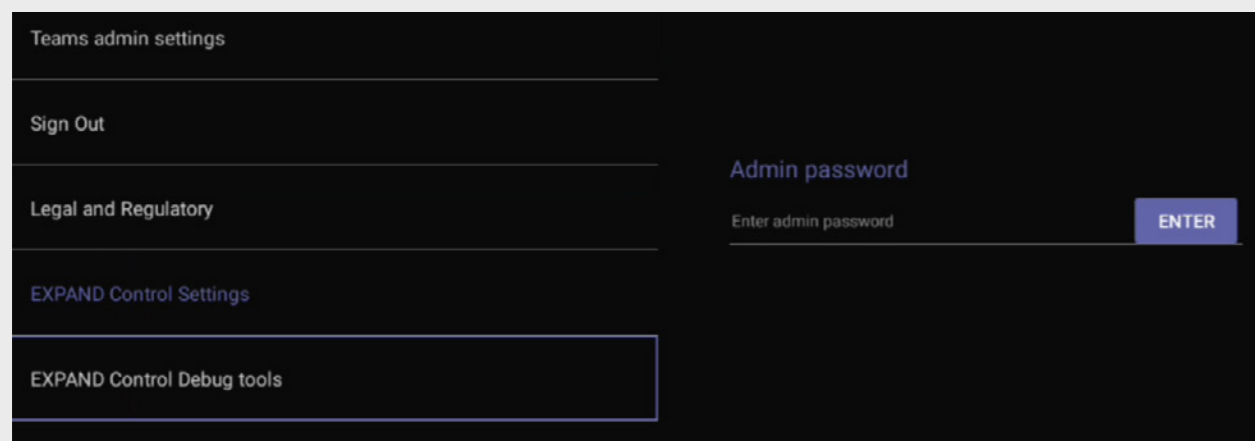 Teams admin settings
Sign Out
Legal and Regulatory
EXPAND Control Settings
EXPAND Control Debug tools
Admin password
Enter admin password
ENTER